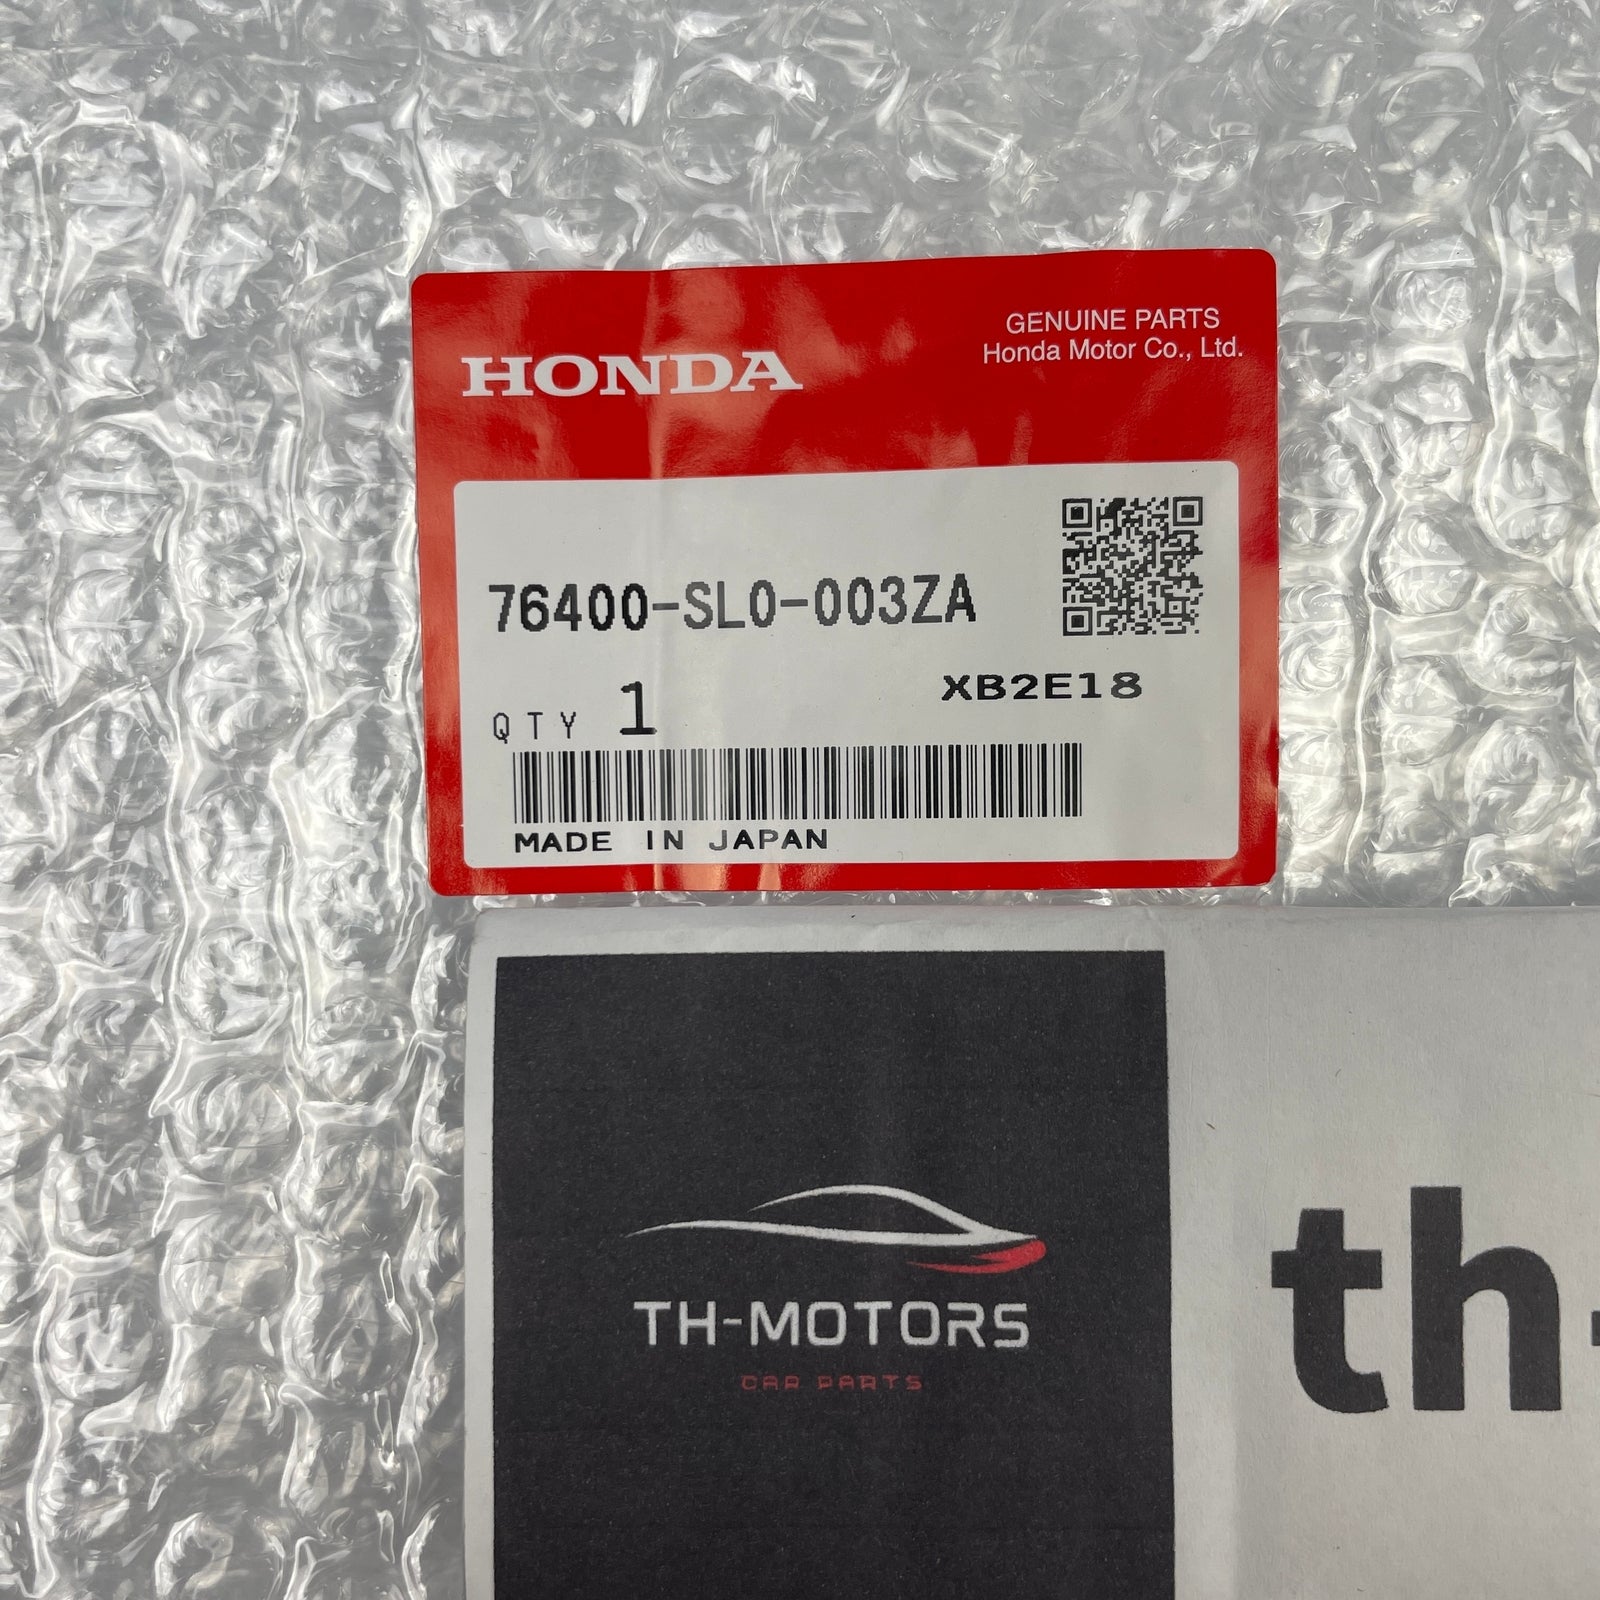 GENUINE PARTS
Honda Motor Co., Ltd.
HONDA
76400-SL0-003ZA
XB2E18
QTY 1
MADE IN JAPAN
TH-MOTORS
CAR PARTS
th-